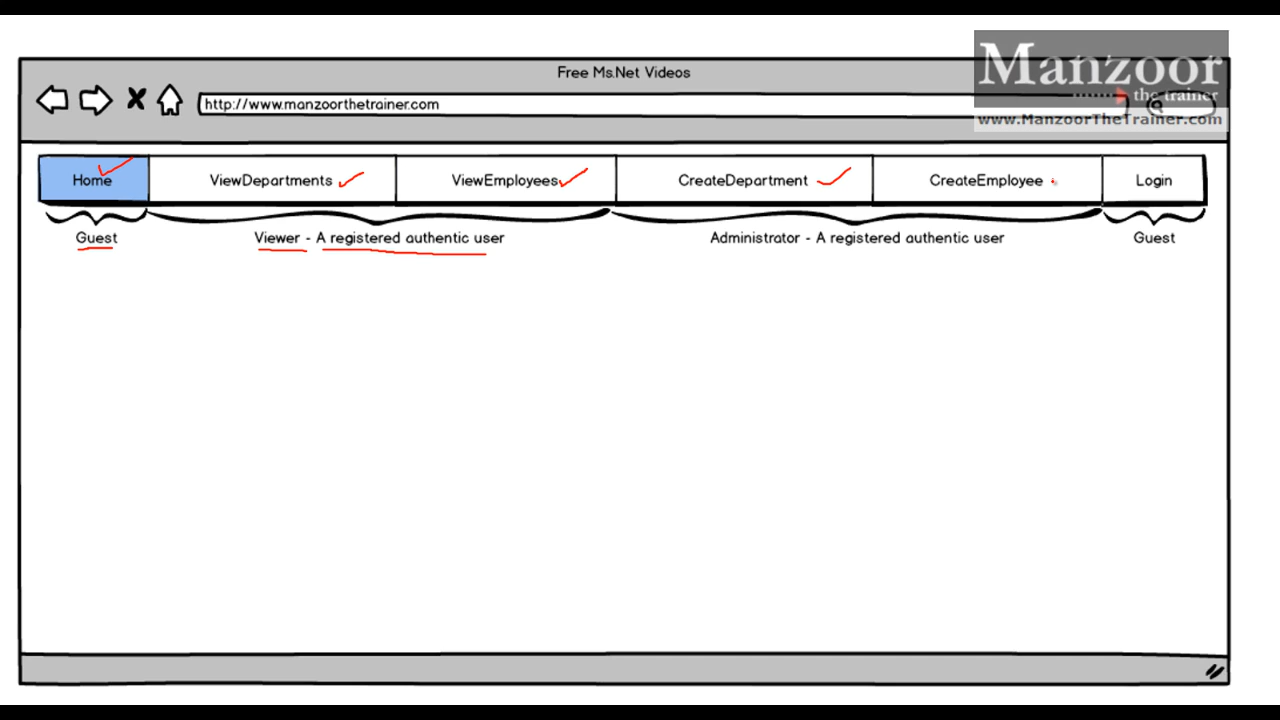 Manzoor
the trainer
www.ManzoorTheTrainer.com
Free Ms.Net Videos
http://www.manzoorthetrainer.com
Home ViewDepartments ViewEmployees CreateDepartment CreateEmployee Login
Guest Viewer - A registered authentic user Administrator - A registered authentic user Guest